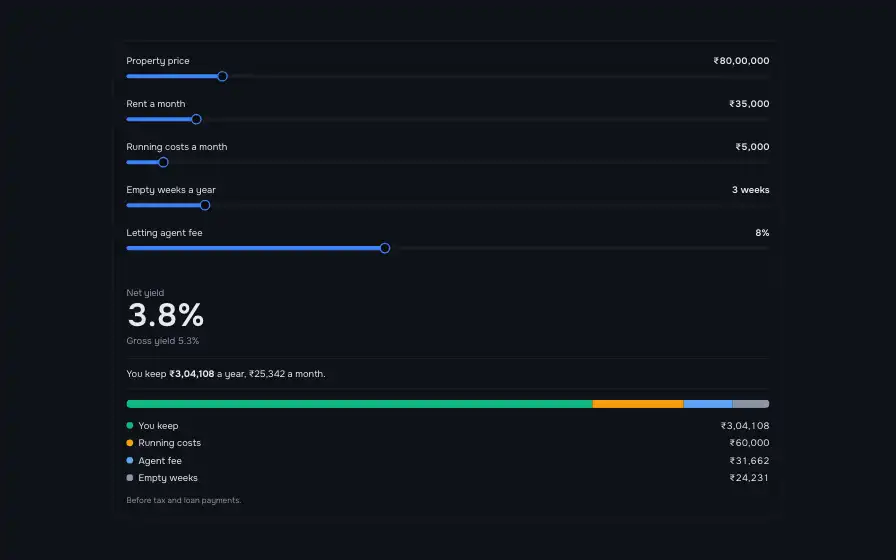 Property price ₹80,00,000
Rent a month ₹35,000
Running costs a month ₹5,000
Empty weeks a year 3 weeks
Letting agent fee 8%
Net yield
3.8%
Gross yield 5.3%
You keep ₹3,04,108 a year, ₹25,342 a month.
You keep ₹3,04,108
Running costs ₹60,000
Agent fee ₹31,662
Empty weeks ₹24,231
Before tax and loan payments.